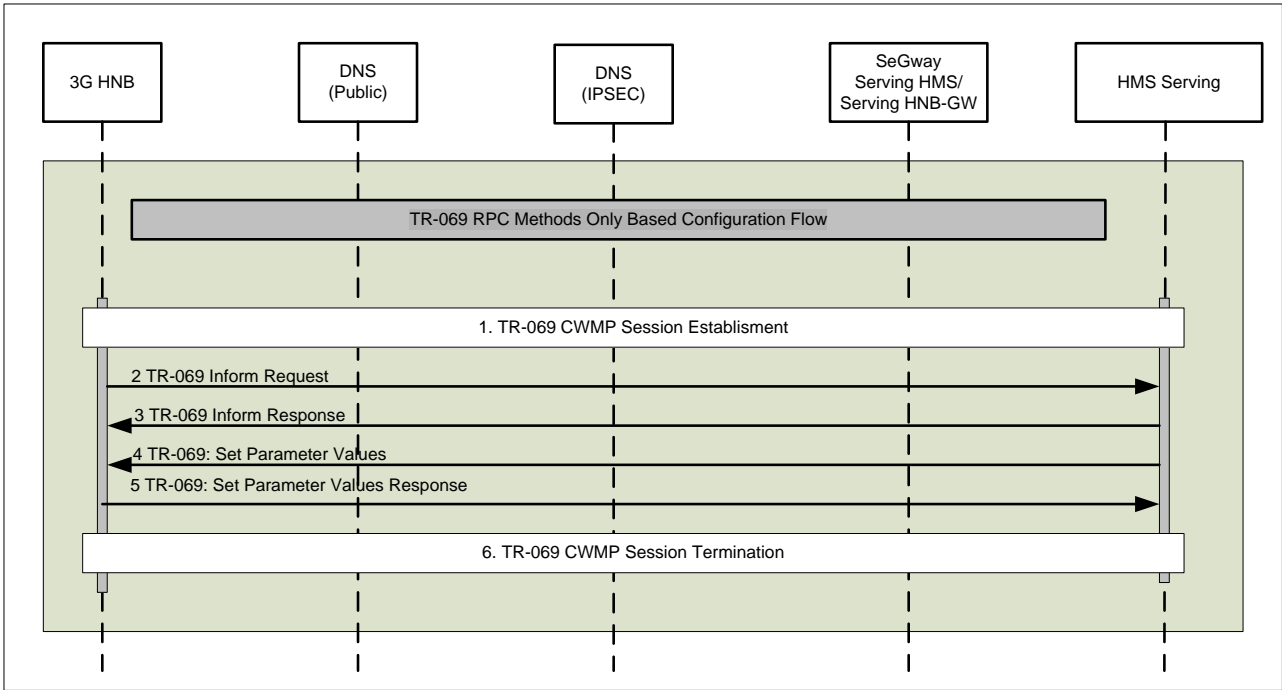 3G HNB
DNS
(Public)
DNS
(IPSEC)
SeGway
Serving HMS/
Serving HNB-GW
HMS Serving
TR-069 RPC Methods Only Based Configuration Flow
1. TR-069 CWMP Session Establisment
2 TR-069 Inform Request
3 TR-069 Inform Response
4 TR-069: Set Parameter Values
5 TR-069: Set Parameter Values Response
6. TR-069 CWMP Session Termination